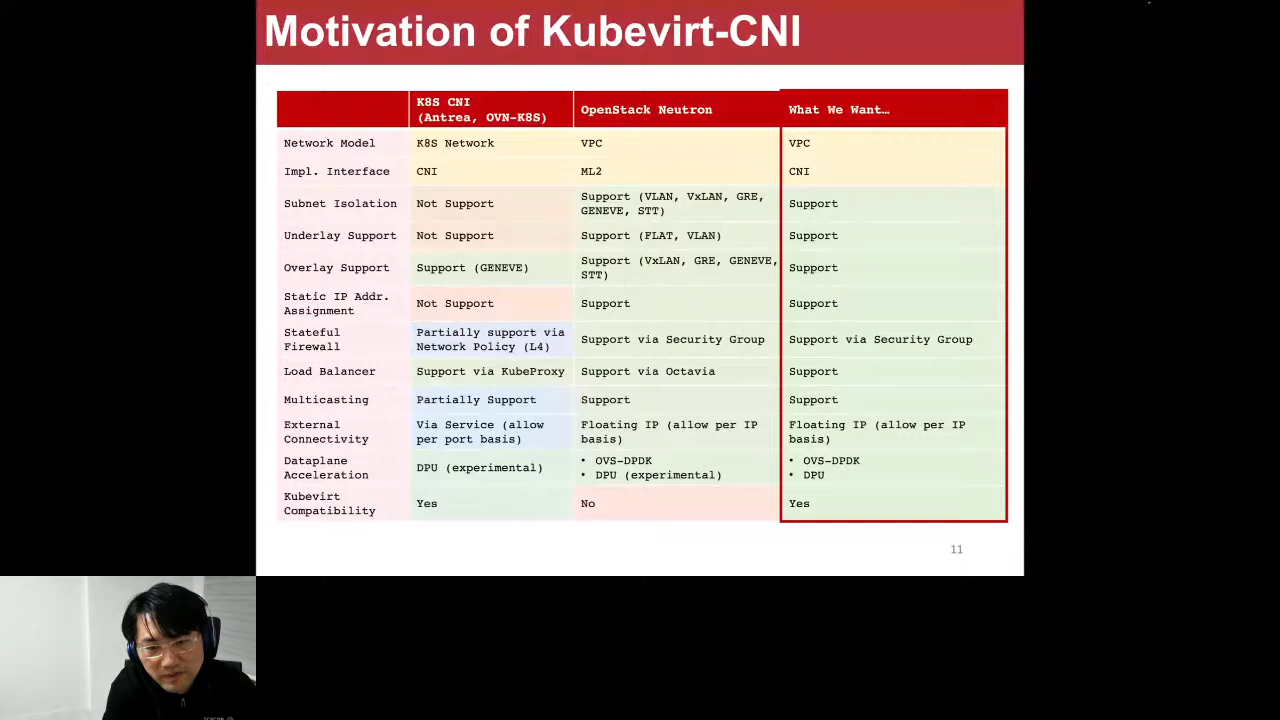 Motivation of Kubevirt-CNI
K8S CNI
(Antrea, OVN-K8S)
OpenStack Neutron
What We Want…
Network Model
K8S Network
VPC
VPC
Impl. Interface
CNI
ML2
CNI
Subnet Isolation
Not Support
Support (VLAN, VxLAN, GRE,
GENEVE, STT)
Support
Underlay Support
Not Support
Support (FLAT, VLAN)
Support
Overlay Support
Support (GENEVE)
Support (VxLAN, GRE, GENEVE,
STT)
Support
Static IP Addr.
Assignment
Not Support
Support
Support
Stateful
Firewall
Partially support via
Network Policy (L4)
Support via Security Group
Support via Security Group
Load Balancer
Support via KubeProxy
Support via Octavia
Support
Multicasting
Partially Support
Support
Support
External
Connectivity
Via Service (allow
per port basis)
Floating IP (allow per IP
basis)
Floating IP (allow per IP
basis)
Dataplane
Acceleration
DPU (experimental)
• OVS-DPDK
• DPU (experimental)
• OVS-DPDK
• DPU
Kubevirt
Compatibility
Yes
No
Yes
11